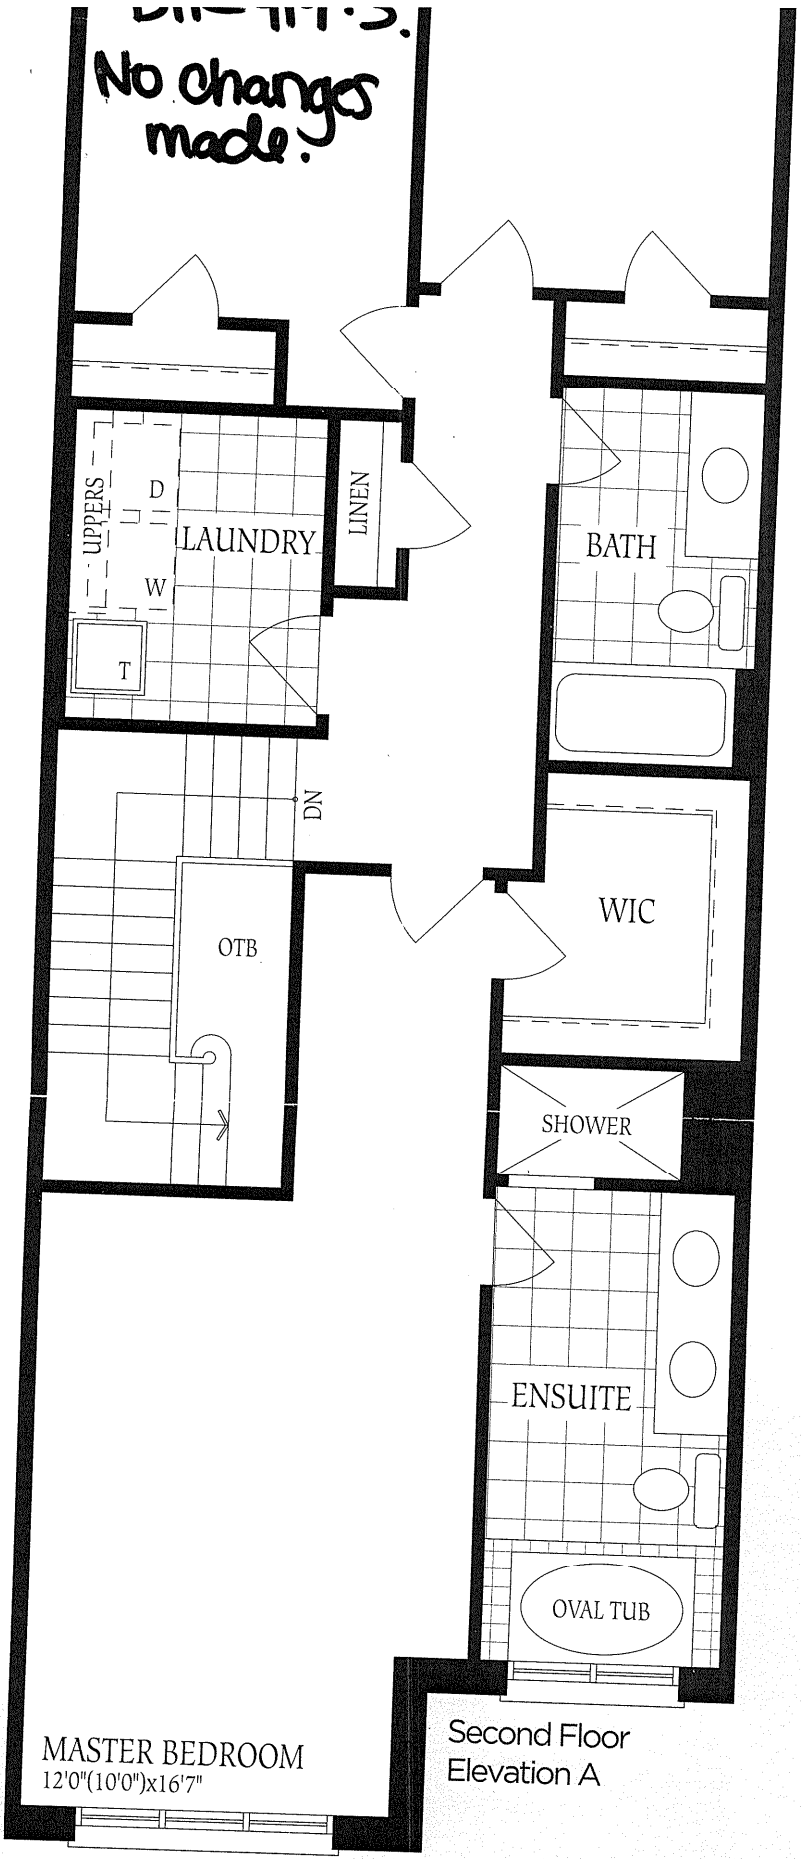 No changes
made.
UPPERS
D
LINEN
LAUNDRY
BATH
W
T
DN
WIC
OTB
SHOWER
ENSUITE
OVAL TUB
Second Floor
MASTER BEDROOM
Elevation A
12'0"(10'0")x16'7"